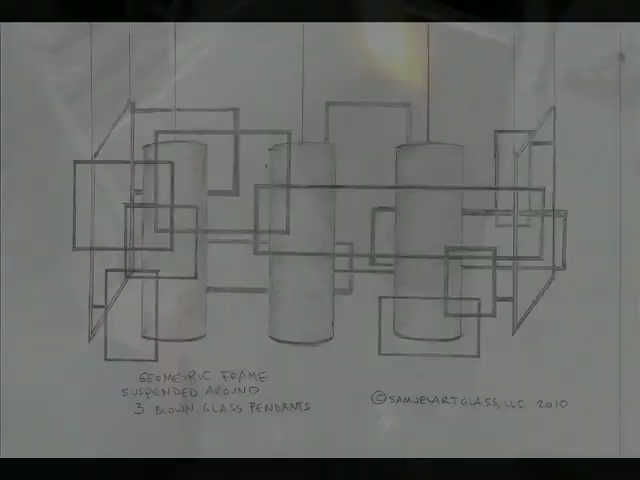 GEOMETRIC FRAME
SUSPENDED AROUND
3 BLOWN GLASS PENDANTS
© SAMUELARTGLASS, LLC 2010